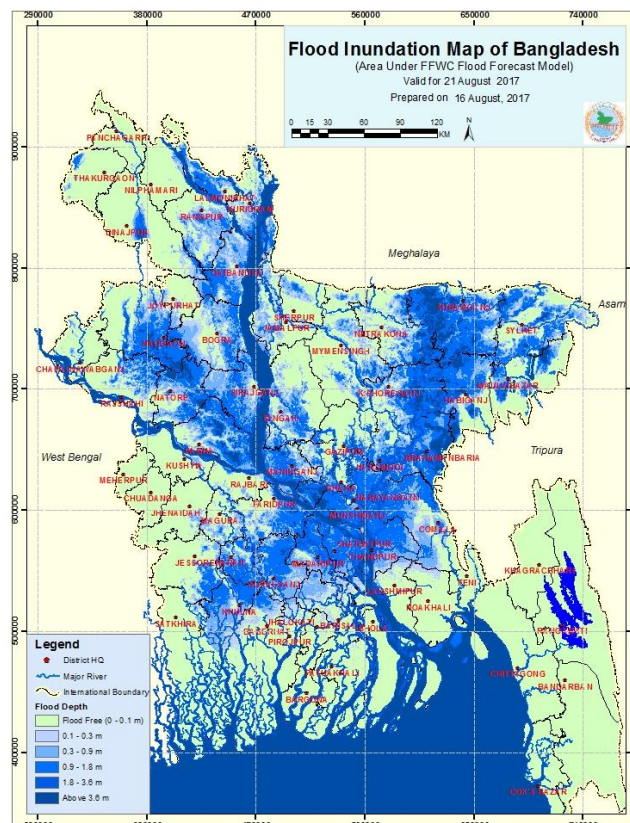 290000 380000 470000 560000 650000 740000
Flood Inundation Map of Bangladesh
(Area Under FFWC Flood Forecast Model)
Valid for 21 August 2017
Prepared on 16 August, 2017
0 15 30 60 90 120
KM
N
900000
PANCHAGARH
THAKURGAON
NILPHAMARI
LALMONIRHAT
KURIGRAM
RANGPUR
DINAJPUR
Meghalaya
800000
GAIBANDHA
Assam
JOYPURHAT
SHERPUR
JAMALPUR
SUNAMGANJ
SYLHET
BOGRA
NETRAKONA
NAOGAON
MYMENSINGH
CHAPAINAWABGANJ
MAULVIBAZAR
700000
NATORE
SIRAJGANJ
KISHOREGANJ
RAJSHAHI
HABIGANJ
TANGAIL
PABNA
GAZIPUR
BRAHMANBARIA
Tripura
West Bengal
KUSHTIA
MANIKGANJ
NARSINGDI
MEHERPUR
RAJBARI
DHAKA
CHUADANGA
FARIDPUR
NARAYANGANJ
600000
JHENAIDAH
MAGURA
MUNSHIGANJ
COMILLA
SHARIATPUR
CHANDPUR
JESSORE
NARAIL
MADARIPUR
KHAGRACHHARI
GOPALGANJ
LAKSHMIPUR
FENI
NOAKHALI
KHULNA
SATKHIRA
JHALOKATI
BARISAL
BHOLA
RANGAMATI
500000
BAGERHAT
PIROJPUR
PATUAKHALI
CHITTAGONG
BANDARBAN
BARGUNA
400000
COX'S BAZAR
Legend
District HQ
Major River
International Boundary
Flood Depth
Flood Free (0 - 0.1 m)
0.1 - 0.3 m
0.3 - 0.9 m
0.9 - 1.8 m
1.8 - 3.6 m
Above 3.6 m